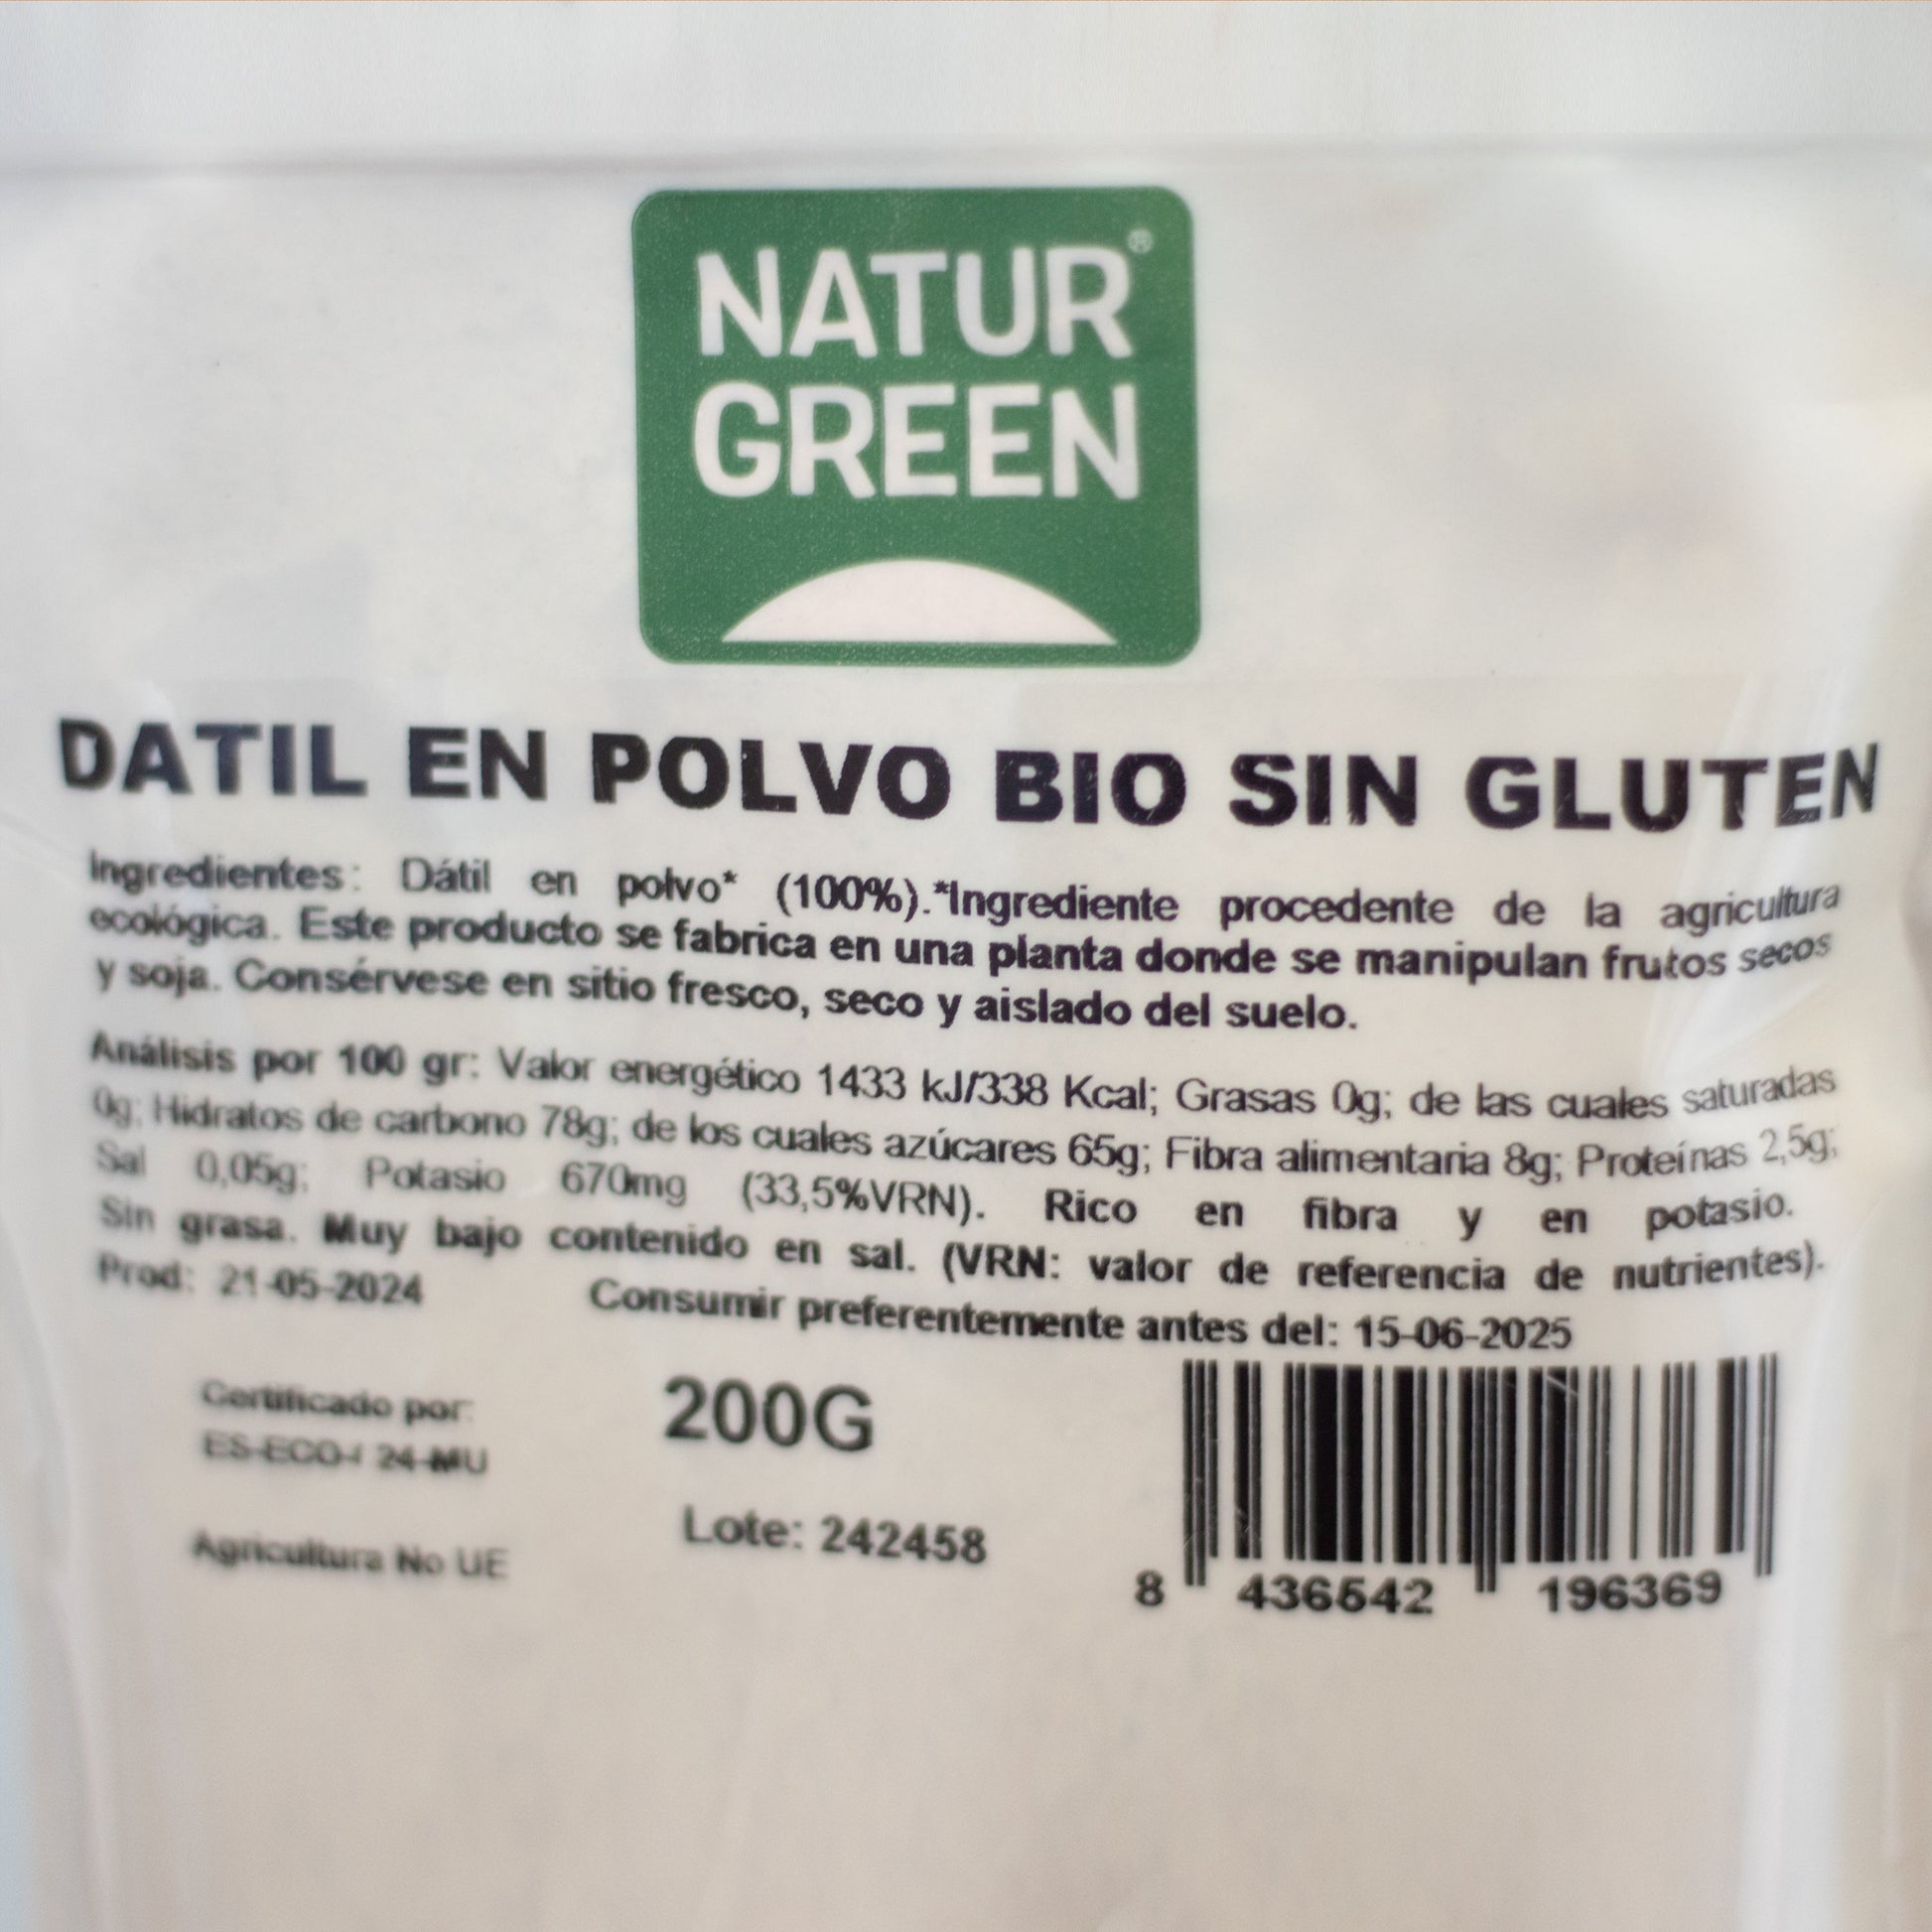 NATUR®
GREEN
DATIL EN POLVO BIO SIN GLUTEN
Ingredientes: Dátil en polvo* (100%).*Ingrediente procedente de la agricultura
ecológica. Este producto se fabrica en una planta donde se manipulan frutos secos
y soja. Consérvese en sitio fresco, seco y aislado del suelo.
Análisis por 100 gr: Valor energético 1433 kJ/338 Kcal; Grasas 0g; de las cuales saturadas
0g; Hidratos de carbono 78g; de los cuales azúcares 65g; Fibra alimentaria 8g; Proteínas 2,5g;
Sal 0,05g; Potasio 670mg (33,5%VRN). Rico en fibra y en potasio.
Sin grasa. Muy bajo contenido en sal. (VRN: valor de referencia de nutrientes).
Prod: 21-05-2024 Consumir preferentemente antes del: 15-06-2025
Certificado por:
24-MU
200G
Agricultura No UE
Lote: 242458
8 436542 196369